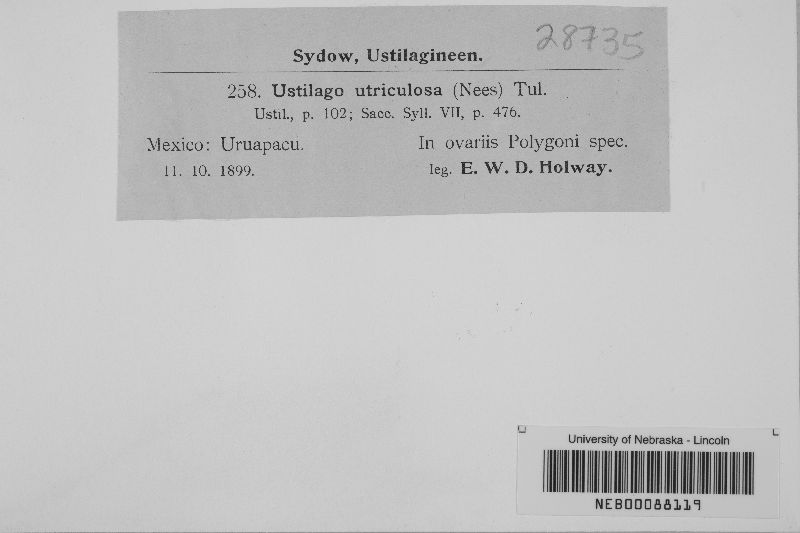 28735
Sydow, Ustilagineen.
258. Ustilago utriculosa (Nees) Tul.
Ustil., p. 102; Sacc. Syll. VII, p. 476.
Mexico: Uruapacu. In ovariis Polygoni spec.
11. 10. 1899. leg. E. W. D. Holway.
University of Nebraska - Lincoln
NEB00088119